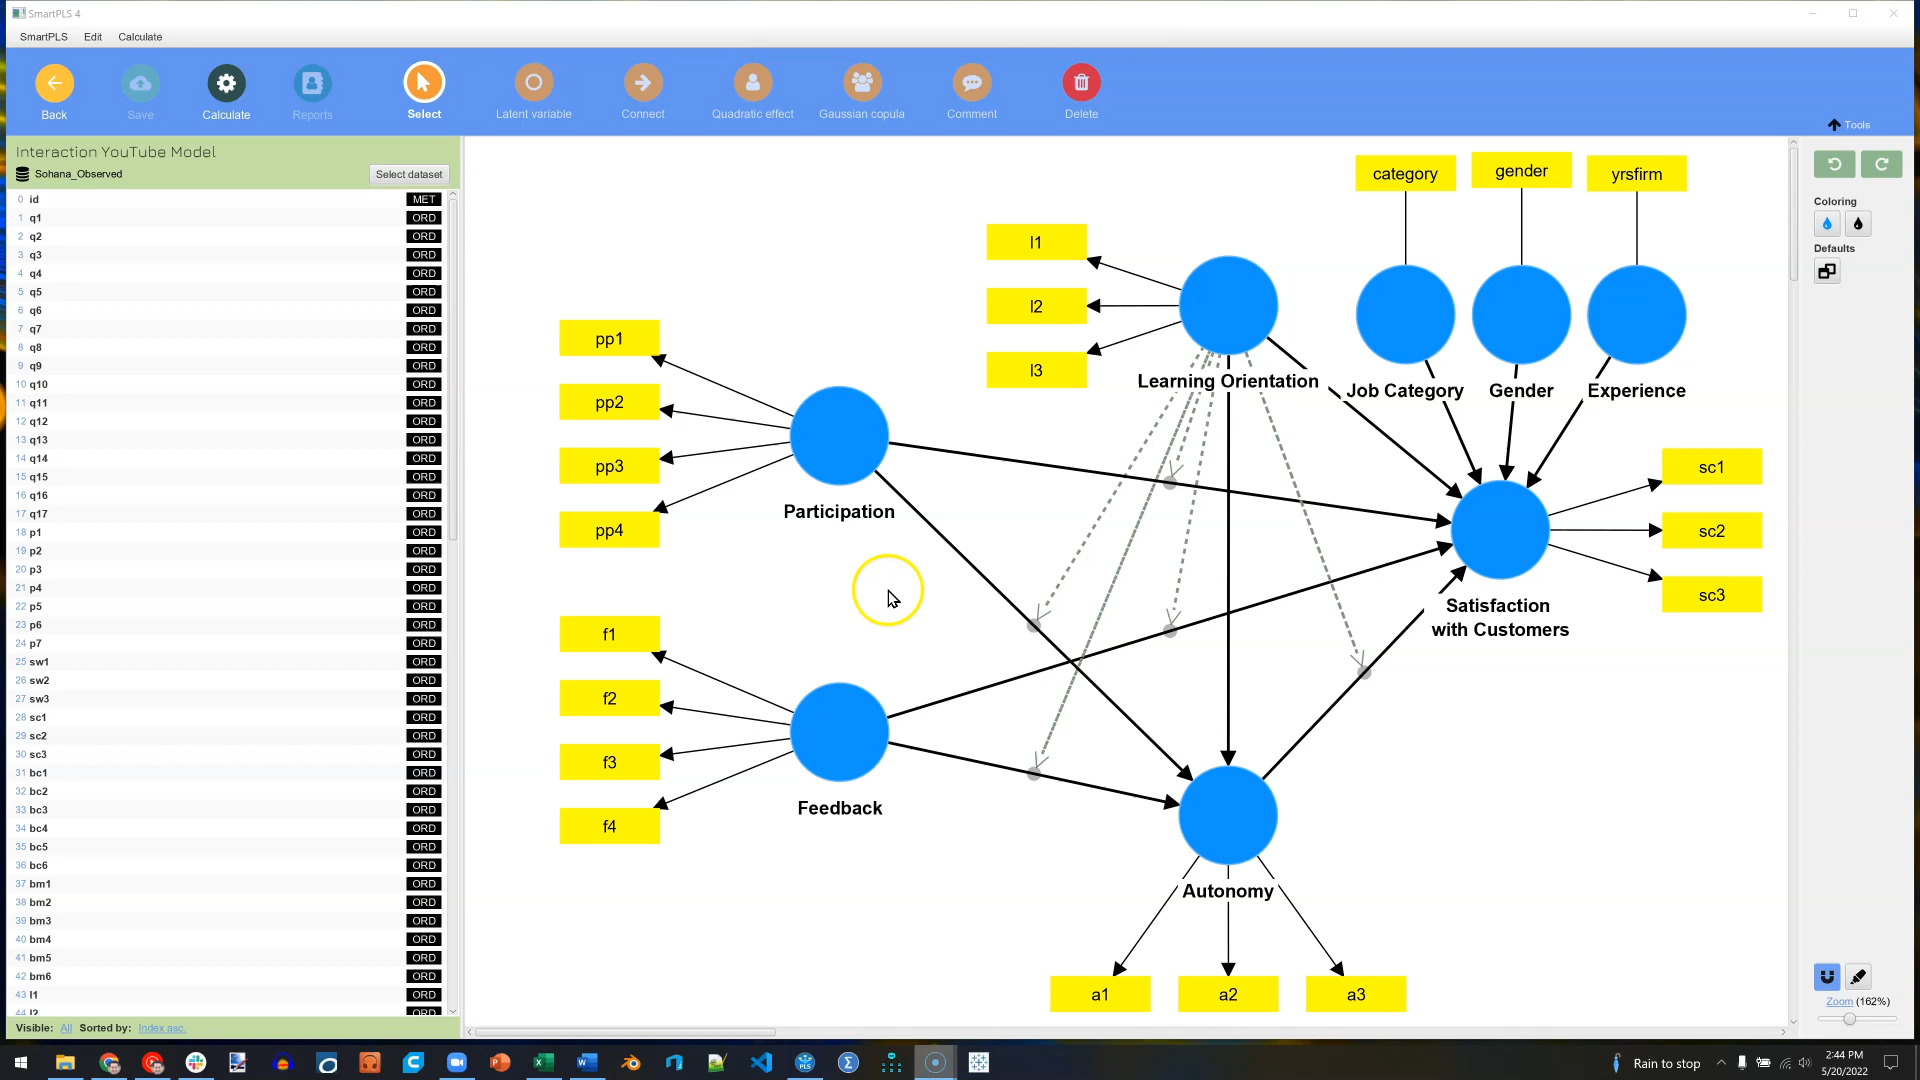 SmartPLS 4
SmartPLS Edit Calculate
Back Save Calculate Reports Select Latent variable Connect Quadratic effect Gaussian copula Comment Delete
Tools
Interaction YouTube Model
Sohana_Observed Select dataset
0 id MET
1 q1 ORD
2 q2 ORD
3 q3 ORD
4 q4 ORD
5 q5 ORD
6 q6 ORD
7 q7 ORD
8 q8 ORD
9 q9 ORD
10 q10 ORD
11 q11 ORD
12 q12 ORD
13 q13 ORD
14 q14 ORD
15 q15 ORD
16 q16 ORD
17 q17 ORD
18 p1 ORD
19 p2 ORD
20 p3 ORD
21 p4 ORD
22 p5 ORD
23 p6 ORD
24 p7 ORD
25 sw1 ORD
26 sw2 ORD
27 sw3 ORD
28 sc1 ORD
29 sc2 ORD
30 sc3 ORD
31 bc1 ORD
32 bc2 ORD
33 bc3 ORD
34 bc4 ORD
35 bc5 ORD
36 bc6 ORD
37 bm1 ORD
38 bm2 ORD
39 bm3 ORD
40 bm4 ORD
41 bm5 ORD
42 bm6 ORD
43 l1 ORD
44 l2 ORD
Visible: All Sorted by: Index asc.
category gender yrsfirm
l1
l2
l3
Learning Orientation Job Category Gender Experience
pp1
pp2
pp3
pp4
Participation
sc1
sc2
sc3
Satisfaction
with Customers
f1
f2
f3
f4
Feedback
Autonomy
a1 a2 a3
Coloring
Defaults
Zoom (162%)
PLS
Rain to stop
2:44 PM
5/20/2022